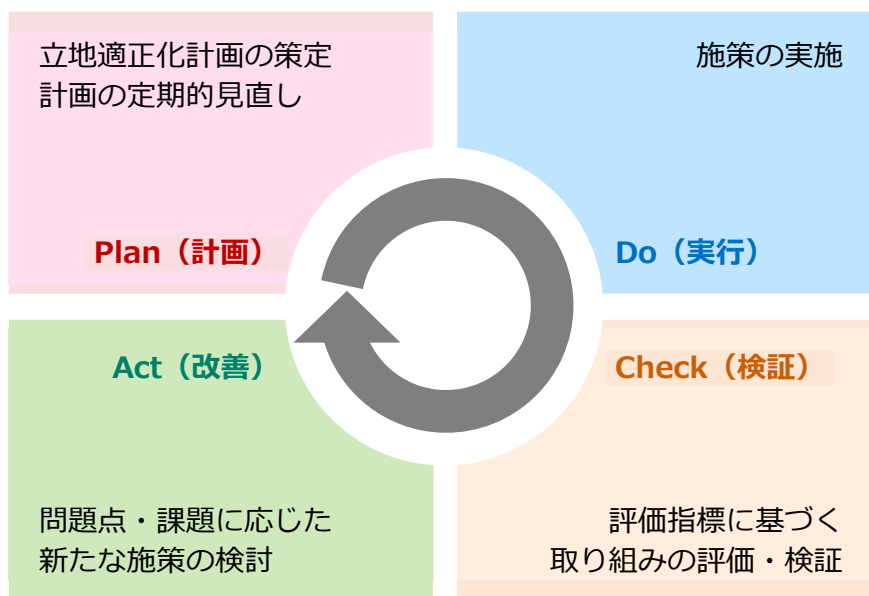 立地適正化計画の策定
計画の定期的見直し
Plan（計画）
施策の実施
Do（実行）
Act（改善）
問題点・課題に応じた
新たな施策の検討
Check（検証）
評価指標に基づく
取り組みの評価・検証